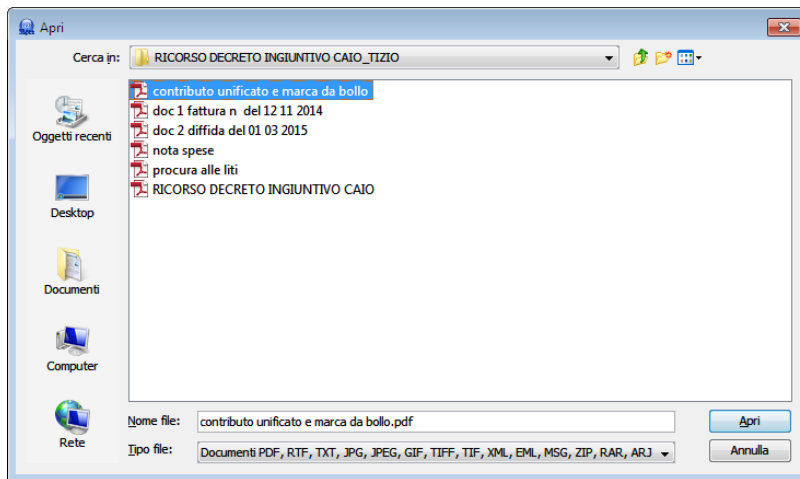 Apri
Cerca in: RICORSO DECRETO INGIUNTIVO CAIO_TIZIO
Oggetti recenti
Desktop
Documenti
Computer
Rete
contributo unificato e marca da bollo
doc 1 fattura n  del 12 11 2014
doc 2 diffida del 01 03 2015
nota spese
procura alle liti
RICORSO DECRETO INGIUNTIVO CAIO
Nome file: contributo unificato e marca da bollo.pdf Apri
Tipo file: Documenti PDF, RTF, TXT, JPG, JPEG, GIF, TIFF, TIF, XML, EML, MSG, ZIP, RAR, ARJ Annulla